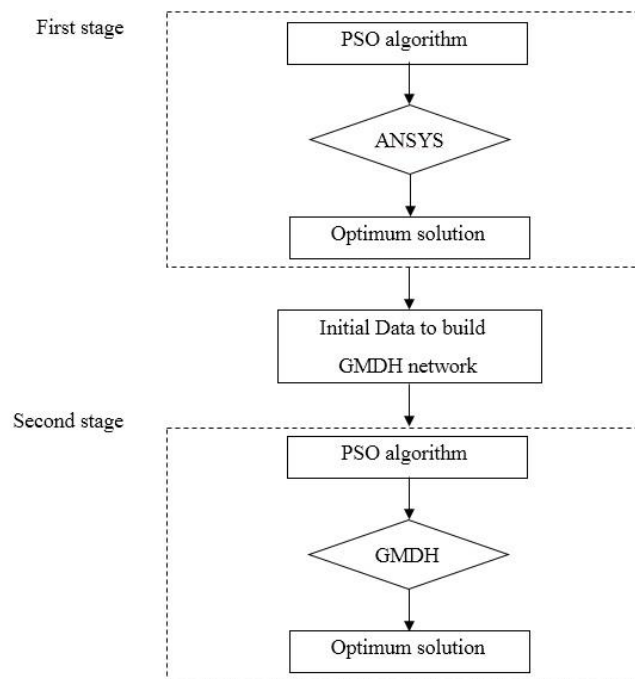 First stage
PSO algorithm
ANSYS
Optimum solution
Initial Data to build
GMDH network
Second stage
PSO algorithm
GMDH
Optimum solution